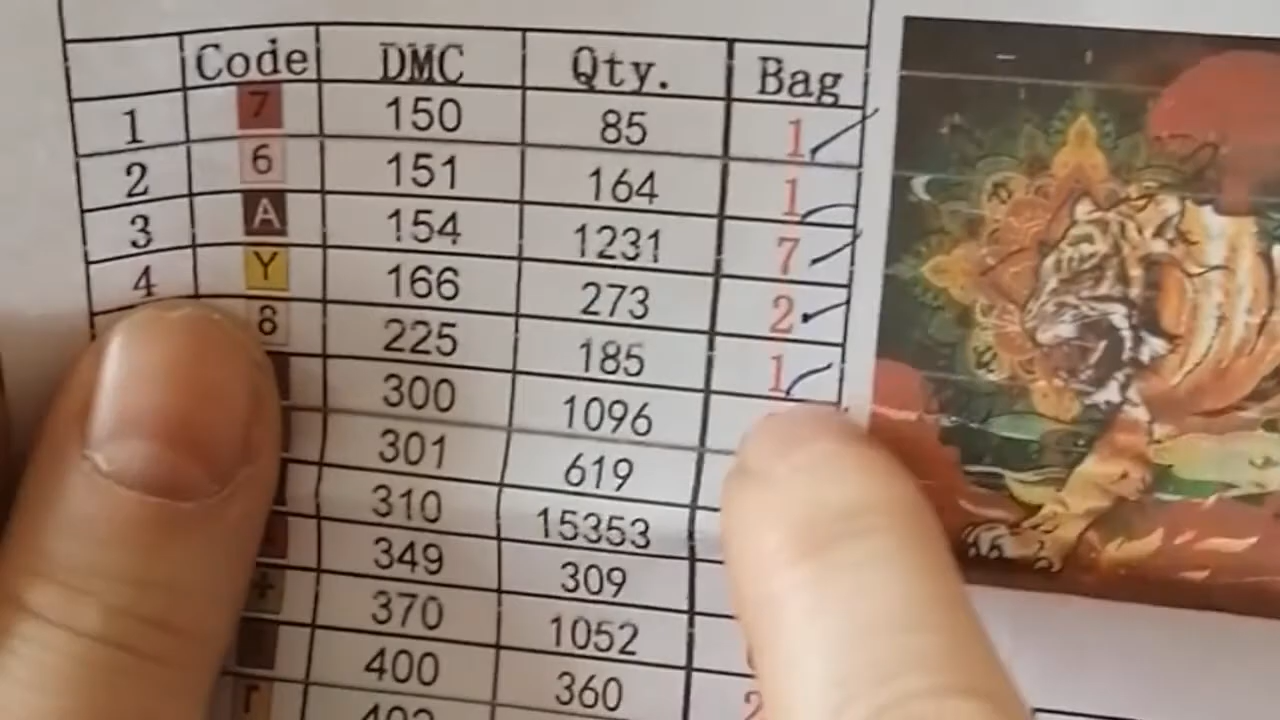 Code DMC Qty. Bag
1 7 150 85 1
2 6 151 164 1
3 A 154 1231 7
4 Y 166 273 2
8 225 185 1
300 1096
301 619
310 15353
349 309
+ 370 1052
400 360 2
r